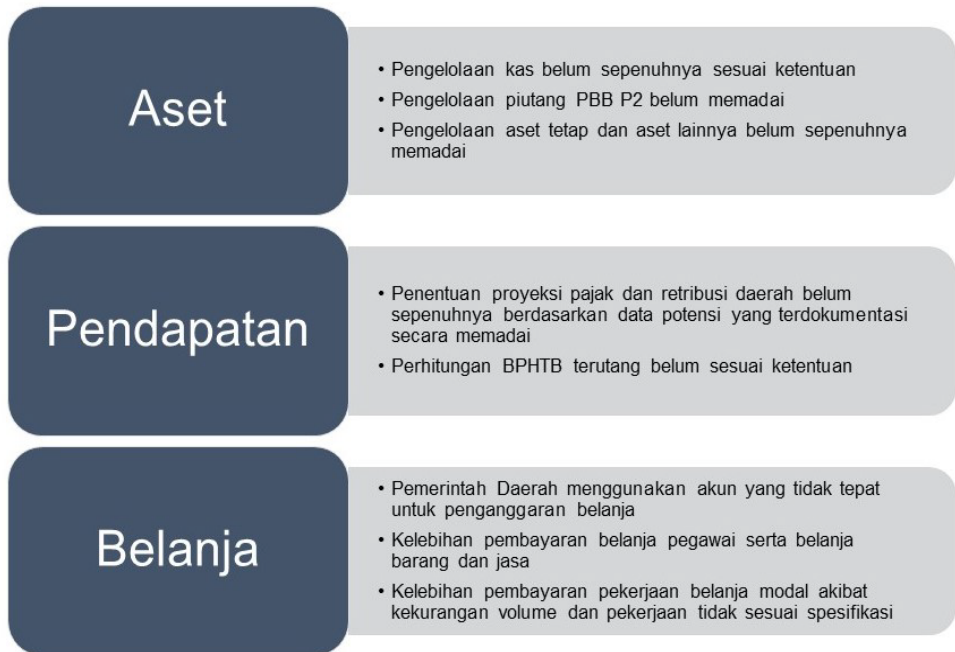 Aset
• Pengelolaan kas belum sepenuhnya sesuai ketentuan
• Pengelolaan piutang PBB P2 belum memadai
• Pengelolaan aset tetap dan aset lainnya belum sepenuhnya
memadai
Pendapatan
• Penentuan proyeksi pajak dan retribusi daerah belum
sepenuhnya berdasarkan data potensi yang terdokumentasi
secara memadai
• Perhitungan BPHTB terutang belum sesuai ketentuan
Belanja
• Pemerintah Daerah menggunakan akun yang tidak tepat
untuk penganggaran belanja
• Kelebihan pembayaran belanja pegawai serta belanja
barang dan jasa
• Kelebihan pembayaran pekerjaan belanja modal akibat
kekurangan volume dan pekerjaan tidak sesuai spesifikasi